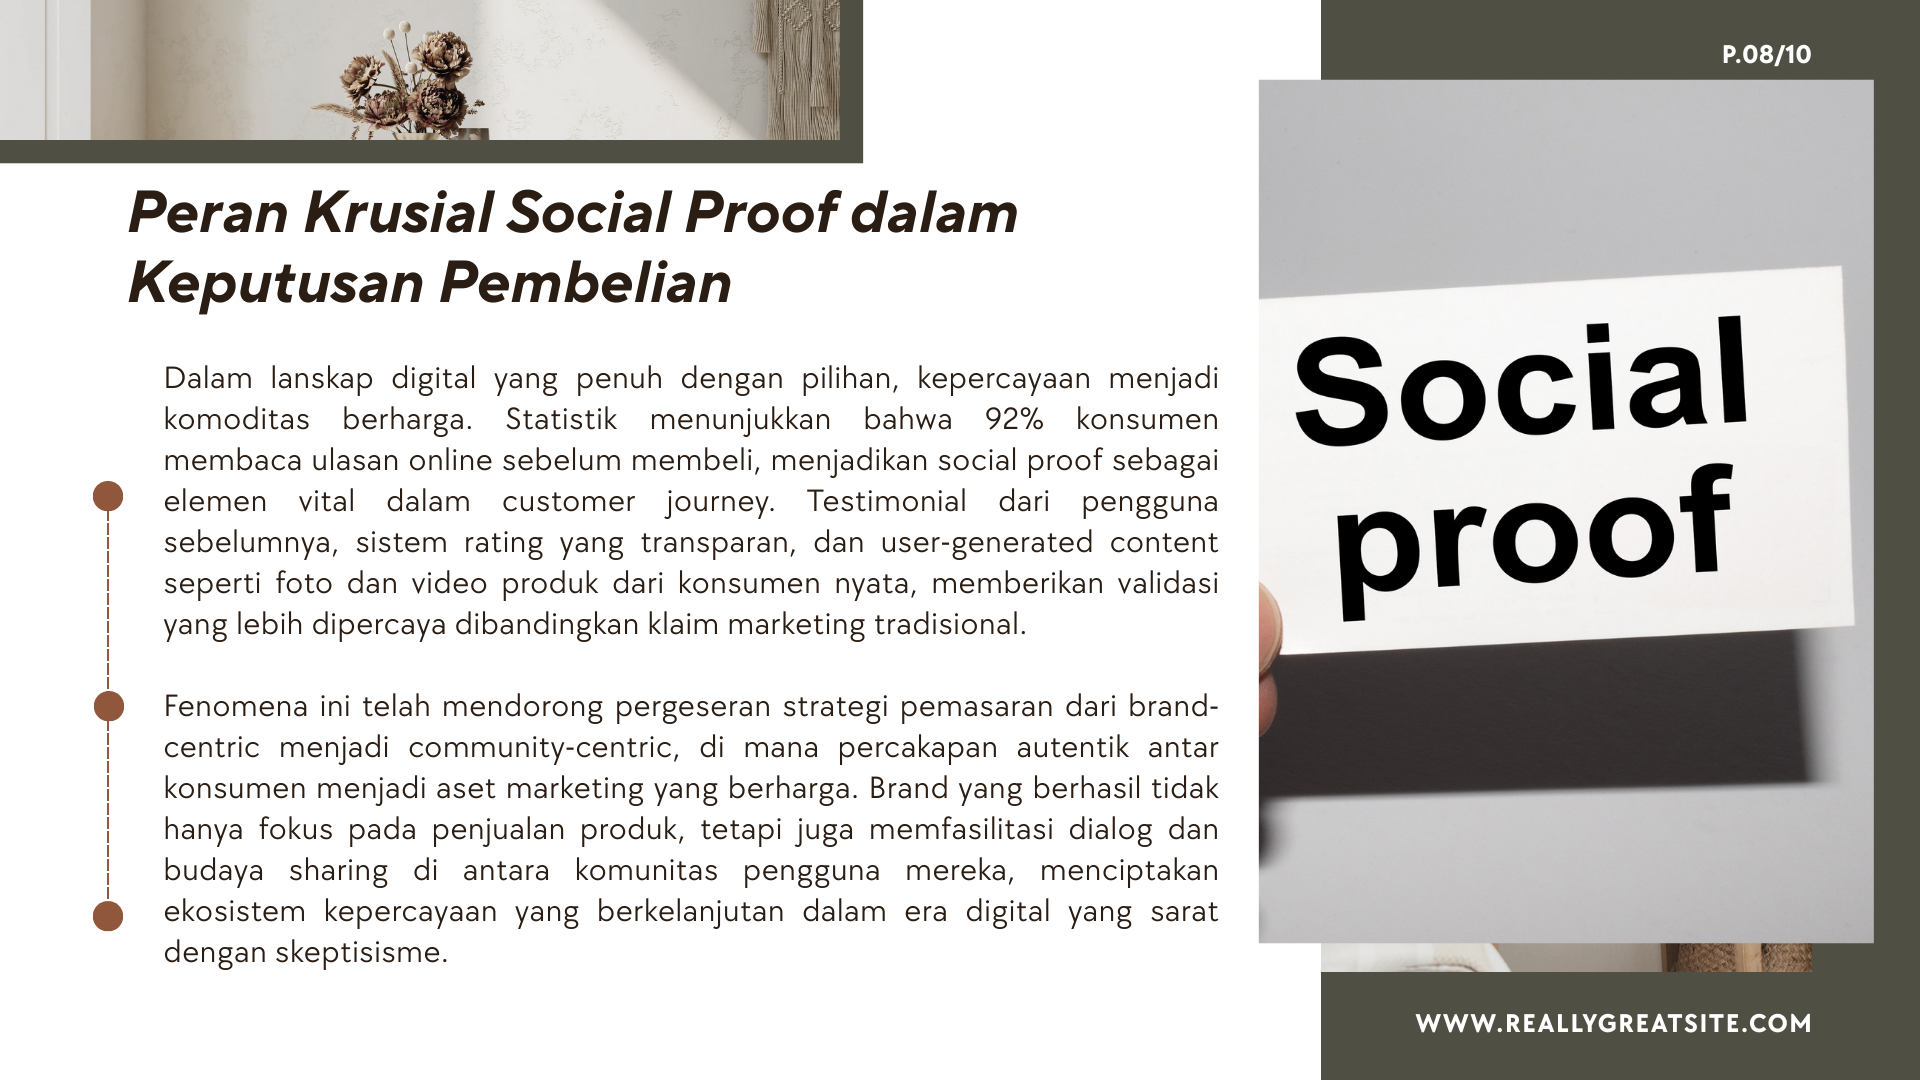 P.08/10
Peran Krusial Social Proof dalam
Keputusan Pembelian
Dalam lanskap digital yang penuh dengan pilihan, kepercayaan menjadi
komoditas berharga. Statistik menunjukkan bahwa 92% konsumen
membaca ulasan online sebelum membeli, menjadikan social proof sebagai
elemen vital dalam customer journey. Testimonial dari pengguna
sebelumnya, sistem rating yang transparan, dan user-generated content
seperti foto dan video produk dari konsumen nyata, memberikan validasi
yang lebih dipercaya dibandingkan klaim marketing tradisional.
Fenomena ini telah mendorong pergeseran strategi pemasaran dari brand-
centric menjadi community-centric, di mana percakapan autentik antar
konsumen menjadi aset marketing yang berharga. Brand yang berhasil tidak
hanya fokus pada penjualan produk, tetapi juga memfasilitasi dialog dan
budaya sharing di antara komunitas pengguna mereka, menciptakan
ekosistem kepercayaan yang berkelanjutan dalam era digital yang sarat
dengan skeptisisme.
Social
proof
WWW.REALLYGREATSITE.COM